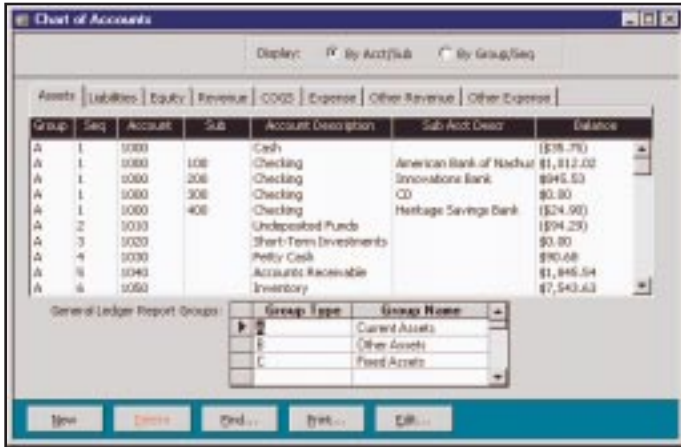 Chart of Accounts
Display: By Acct/Sub By Group/Seq
Assets Liabilities Equity Revenue COGS Expense Other Revenue Other Expense
Group Seq Account Sub Account Description Sub Acct Descr Balance
A 1 1000 Cash
A 1 1000 100 Checking American Bank of Nashua $1,012.02
A 1 1000 200 Checking Innovations Bank $845.53
A 1 1000 300 Checking CD $0.00
A 1 1000 400 Checking Heritage Savings Bank ($24.98)
A 2 1010 Undeposited Funds ($94.29)
A 3 1020 Short-Term Investments $0.00
A 4 1030 Petty Cash $90.68
A 5 1040 Accounts Receivable $1,845.54
A 6 1050 Inventory $7,543.63
General Ledger Report Groups:
Group Type Group Name
Current Assets
B Other Assets
C Fixed Assets
New Delete Find... Print... Edit...